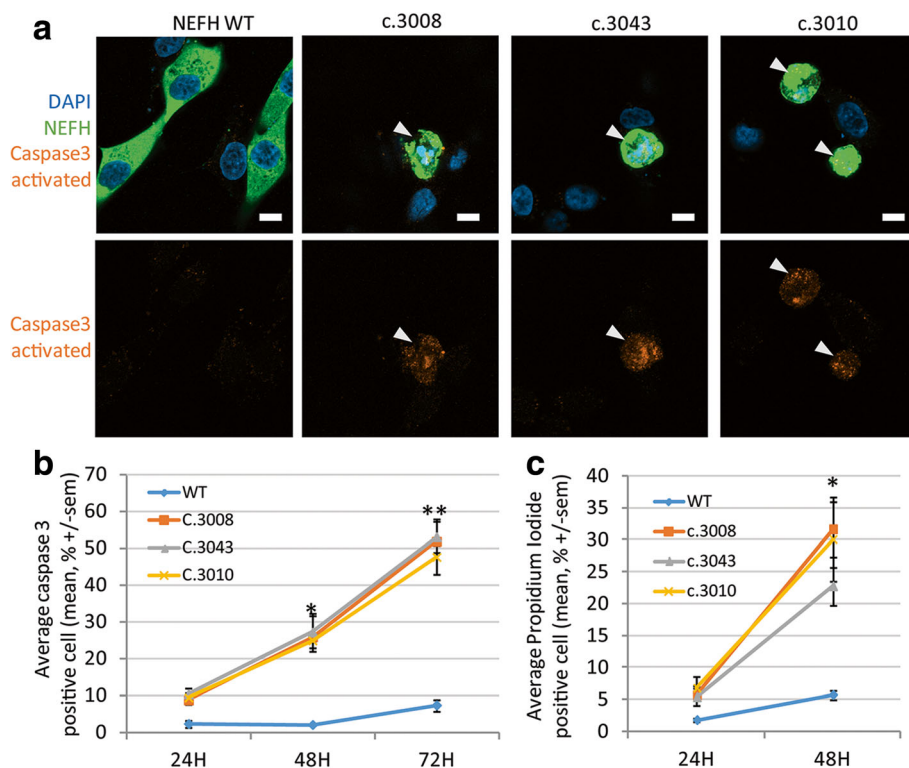 a
NEFH WT
c.3008
c.3043
c.3010
DAPI
NEFH
Caspase3
activated
Caspase3
activated
b
Average caspase 3
positive cell (mean, % +/-sem)
70
60
50
40
30
20
10
0
WT
C.3008
C.3043
C.3010
*
**
24H
48H
72H
c
Average Propidium Iodide
positive cell (mean, % +/-sem)
40
35
30
25
20
15
10
5
0
WT
c.3008
c.3043
c.3010
*
24H
48H